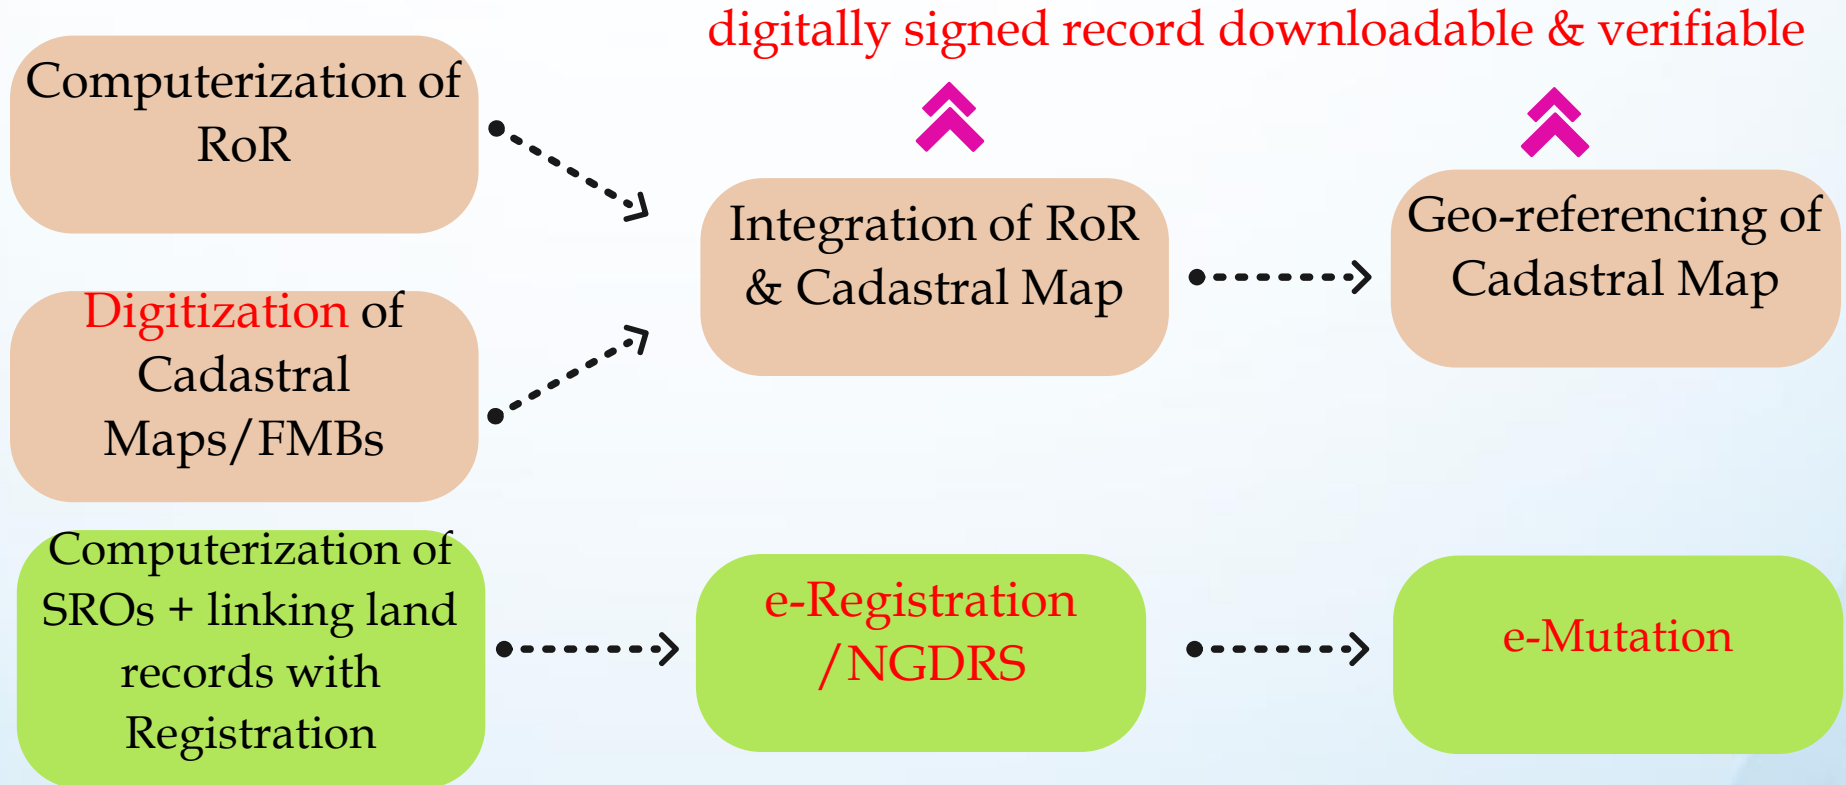 digitally signed record downloadable & verifiable
Computerization of
RoR
Integration of RoR
& Cadastral Map
Geo-referencing of
Cadastral Map
Digitization of
Cadastral
Maps/FMBs
Computerization of
SROs + linking land
records with
Registration
e-Registration
/NGDRS
e-Mutation